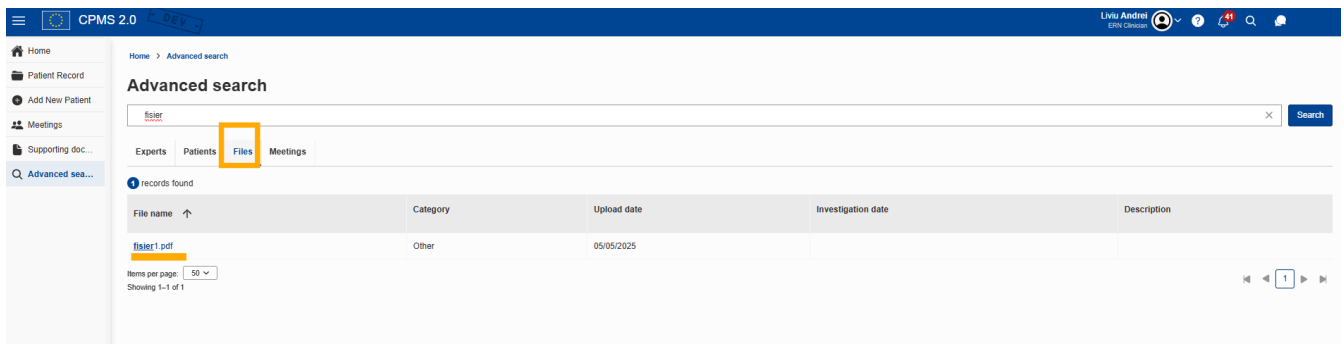 CPMS 2.0
DEV
Liviu Andrei
ERN Clinician
41
Home
Patient Record
Add New Patient
Meetings
Supporting doc...
Advanced sea...
Home > Advanced search
Advanced search
fisier
Search
Experts Patients Files Meetings
1 records found
File name Category Upload date Investigation date Description
fisier1.pdf Other 05/05/2025
Items per page: 50
Showing 1–1 of 1
1